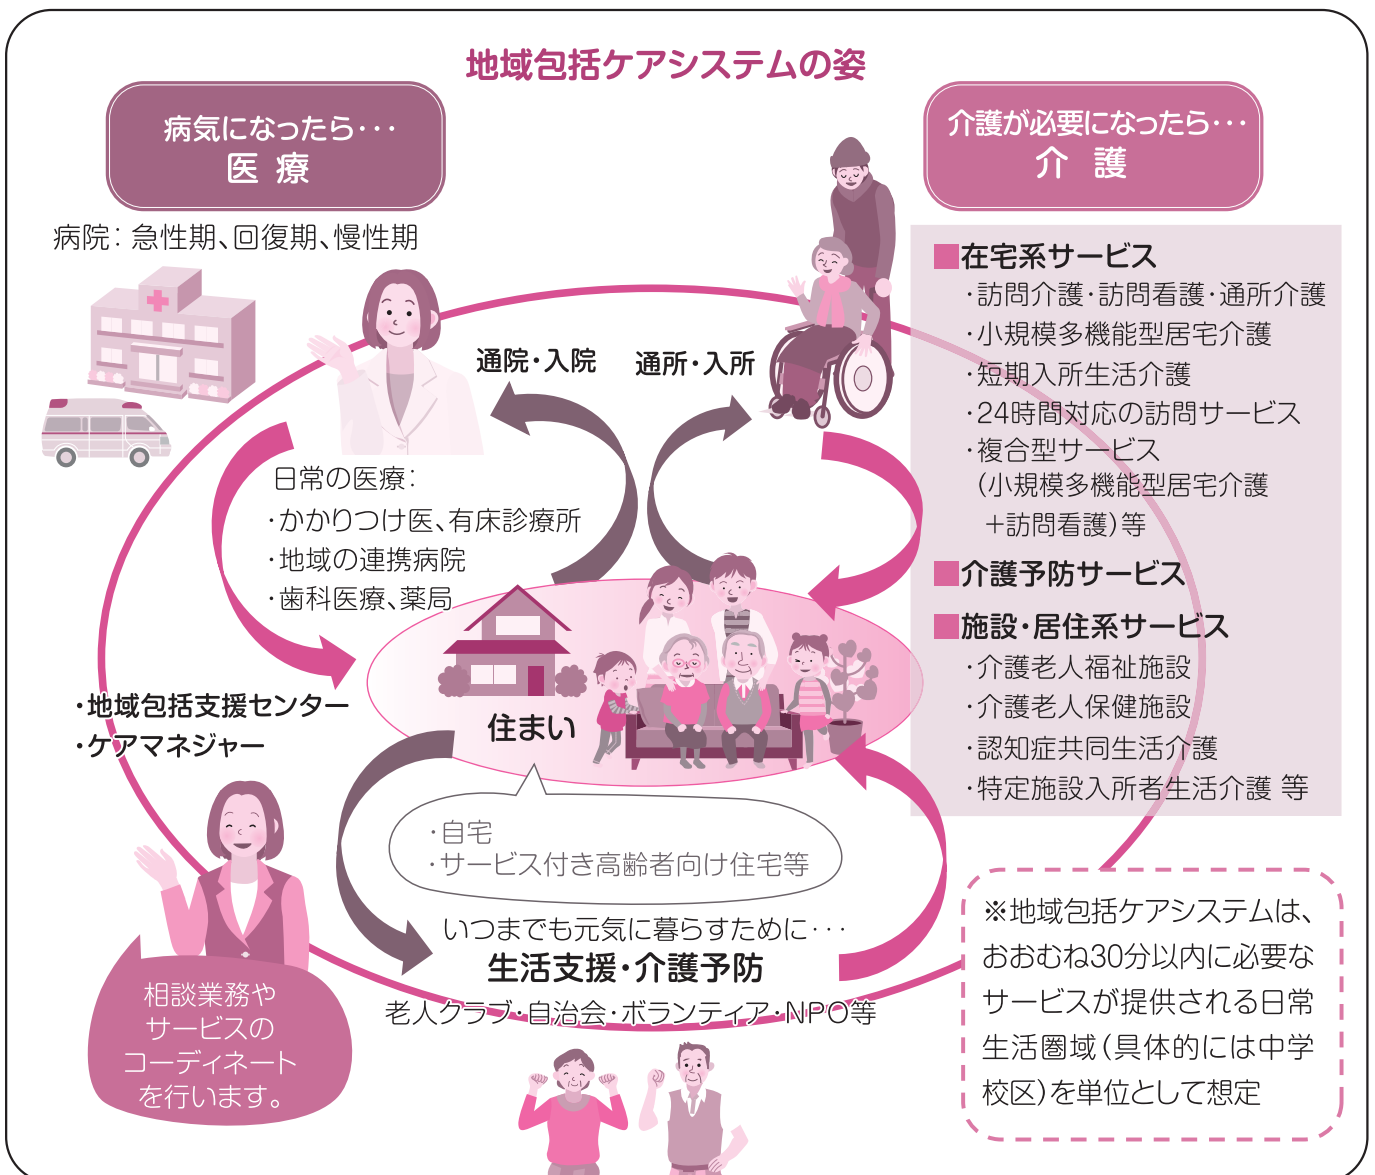 地域包括ケアシステムの姿
病気になったら･･･
医 療
病院：急性期、回復期、慢性期
介護が必要になったら･･･
介 護
通院・入院
通所・入所
日常の医療：
・かかりつけ医、有床診療所
・地域の連携病院
・歯科医療、薬局
■在宅系サービス
・訪問介護・訪問看護・通所介護
・小規模多機能型居宅介護
・短期入所生活介護
・24時間対応の訪問サービス
・複合型サービス
（小規模多機能型居宅介護
＋訪問看護）等
■介護予防サービス
■施設・居住系サービス
・介護老人福祉施設
・介護老人保健施設
・認知症共同生活介護
・特定施設入所者生活介護 等
・地域包括支援センター
・ケアマネジャー
住まい
・自宅
・サービス付き高齢者向け住宅等
相談業務や
サービスの
コーディネート
を行います。
いつまでも元気に暮らすために･･･
生活支援・介護予防
老人クラブ・自治会・ボランティア・NPO等
※地域包括ケアシステムは、
おおむね30分以内に必要な
サービスが提供される日常
生活圏域（具体的には中学
校区）を単位として想定